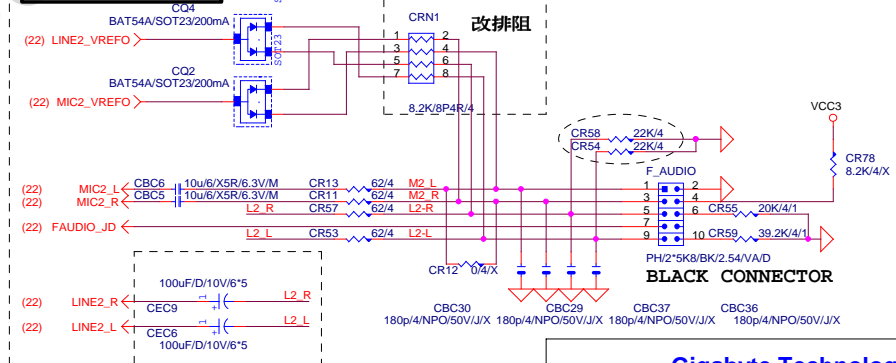 CQ4
BAT54A/SOT23/200mA
(22) LINE2_VREFO
SOT23
CRN1
改排阻
1 2
3 4
5 6
7 8
8.2K/8P4R/4
CQ2
BAT54A/SOT23/200mA
(22) MIC2_VREFO
VCC3
CR58 22K/4
CR54 22K/4
CR78
8.2K/4/X
F_AUDIO
(22) MIC2_L CBC6 10u/6/X5R/6.3V/M CR13 62/4 M2_L 1 2
(22) MIC2_R CBC5 10u/6/X5R/6.3V/M CR11 62/4 M2_R 3 4
L2_R CR57 62/4 L2-R 5 6 CR55 20K/4/1
(22) FAUDIO_JD 7
L2_L CR53 62/4 L2-L 9 10 CR59 39.2K/4/1
PH/2*5K8/BK/2.54/VA/D
BLACK CONNECTOR
CR12 0/4/X
100uF/D/10V/6*5
(22) LINE2_R 1 L2_R
CEC9
(22) LINE2_L 1 L2_L
CEC6
100uF/D/10V/6*5
CBC30 CBC29 CBC37 CBC36
180p/4/NPO/50V/J/X 180p/4/NPO/50V/J/X 180p/4/NPO/50V/J/X 180p/4/NPO/50V/J/X